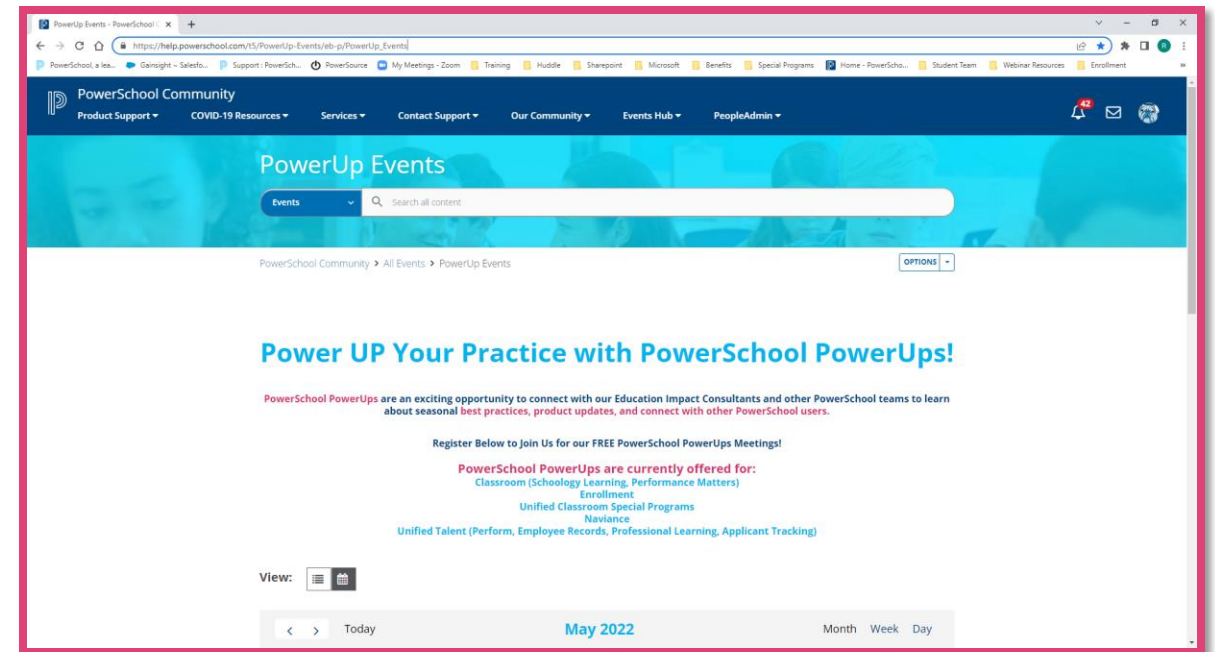 PowerUp Events - PowerSchool C
https://help.powerschool.com/t5/PowerUp-Events/eb-p/PowerUp_Events
PowerSchool, a lea... Gainsight – Salesfo... Support : PowerSch... PowerSource My Meetings - Zoom Training Huddle Sharepoint Microsoft Benefits Special Programs Home - PowerScho... Student Team Webinar Resources Enrollment »
PowerSchool Community
Product Support COVID-19 Resources Services Contact Support Our Community Events Hub PeopleAdmin 42
PowerUp Events
Events Search all content
PowerSchool Community > All Events > PowerUp Events OPTIONS
Power UP Your Practice with PowerSchool PowerUps!
PowerSchool PowerUps are an exciting opportunity to connect with our Education Impact Consultants and other PowerSchool teams to learn
about seasonal best practices, product updates, and connect with other PowerSchool users.
Register Below to Join Us for our FREE PowerSchool PowerUps Meetings!
PowerSchool PowerUps are currently offered for:
Classroom (Schoology Learning, Performance Matters)
Enrollment
Unified Classroom Special Programs
Naviance
Unified Talent (Perform, Employee Records, Professional Learning, Applicant Tracking)
View:
Today May 2022 Month Week Day